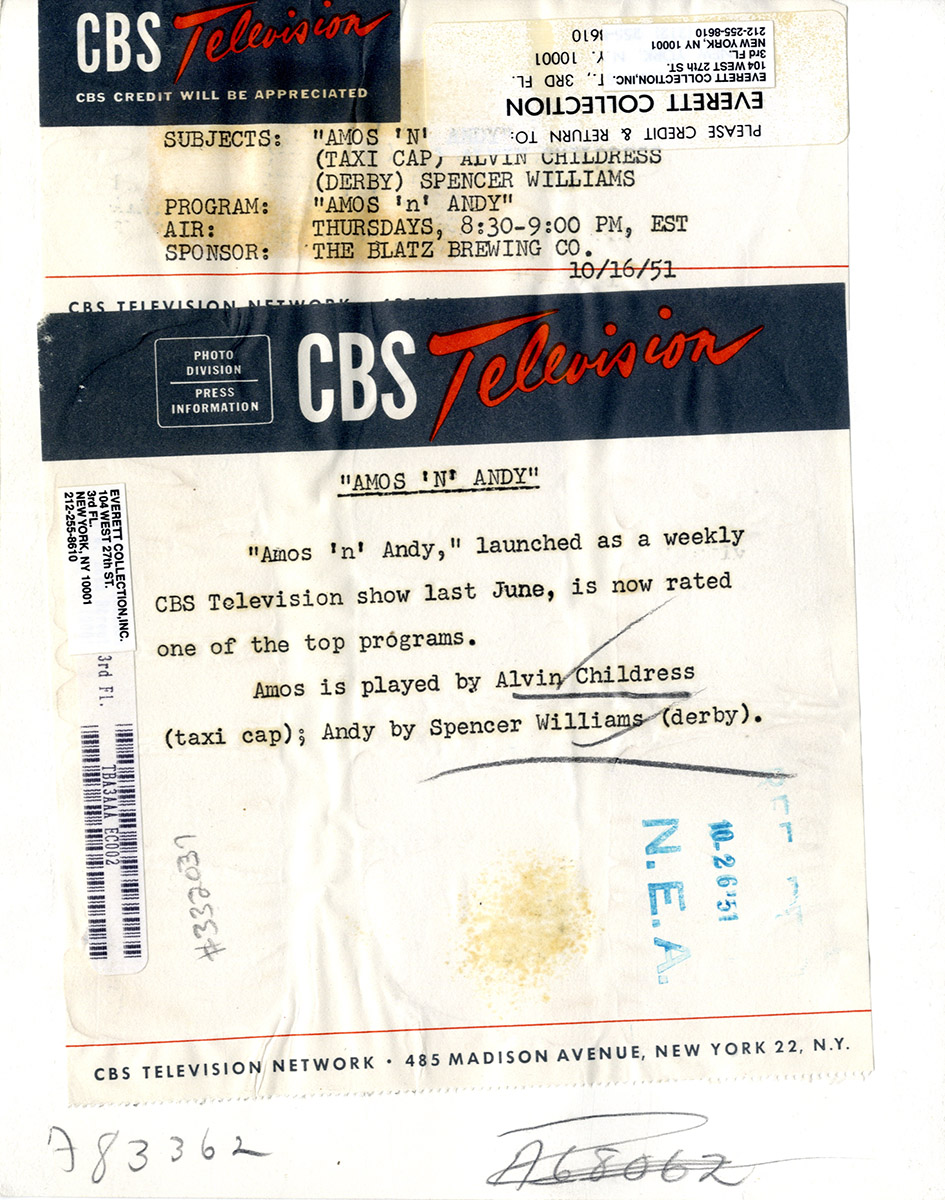 CBS Television
CBS CREDIT WILL BE APPRECIATED
PLEASE CREDIT & RETURN TO:
EVERETT COLLECTION
3RD FL.
10001
8610
EVERETT COLLECTION, INC.
104 WEST 27th ST.
3rd FL.
NEW YORK, NY 10001
212-255-8610
SUBJECTS: "AMOS 'N'
(TAXI CAP) ALVIN CHILDRESS
(DERBY) SPENCER WILLIAMS
PROGRAM: "AMOS 'n' ANDY"
AIR: THURSDAYS, 8:30-9:00 PM, EST
SPONSOR: THE BLATZ BREWING CO.
10/16/51
CBS TELEVISION NETWORK
PHOTO
DIVISION
PRESS
INFORMATION
CBS Television
"AMOS 'N' ANDY"
"Amos 'n' Andy," launched as a weekly
CBS Television show last June, is now rated
one of the top programs.
Amos is played by Alvin Childress
(taxi cap); Andy by Spencer Williams (derby).
EVERETT COLLECTION, INC.
104 WEST 27th ST.
3rd FL.
NEW YORK, NY 10001
212-255-8610
3rd Fl.
TBA3AAA EC002
#332037
10.26'51
N.E.A.
CBS TELEVISION NETWORK • 485 MADISON AVENUE, NEW YORK 22, N.Y.
A83362
A68062